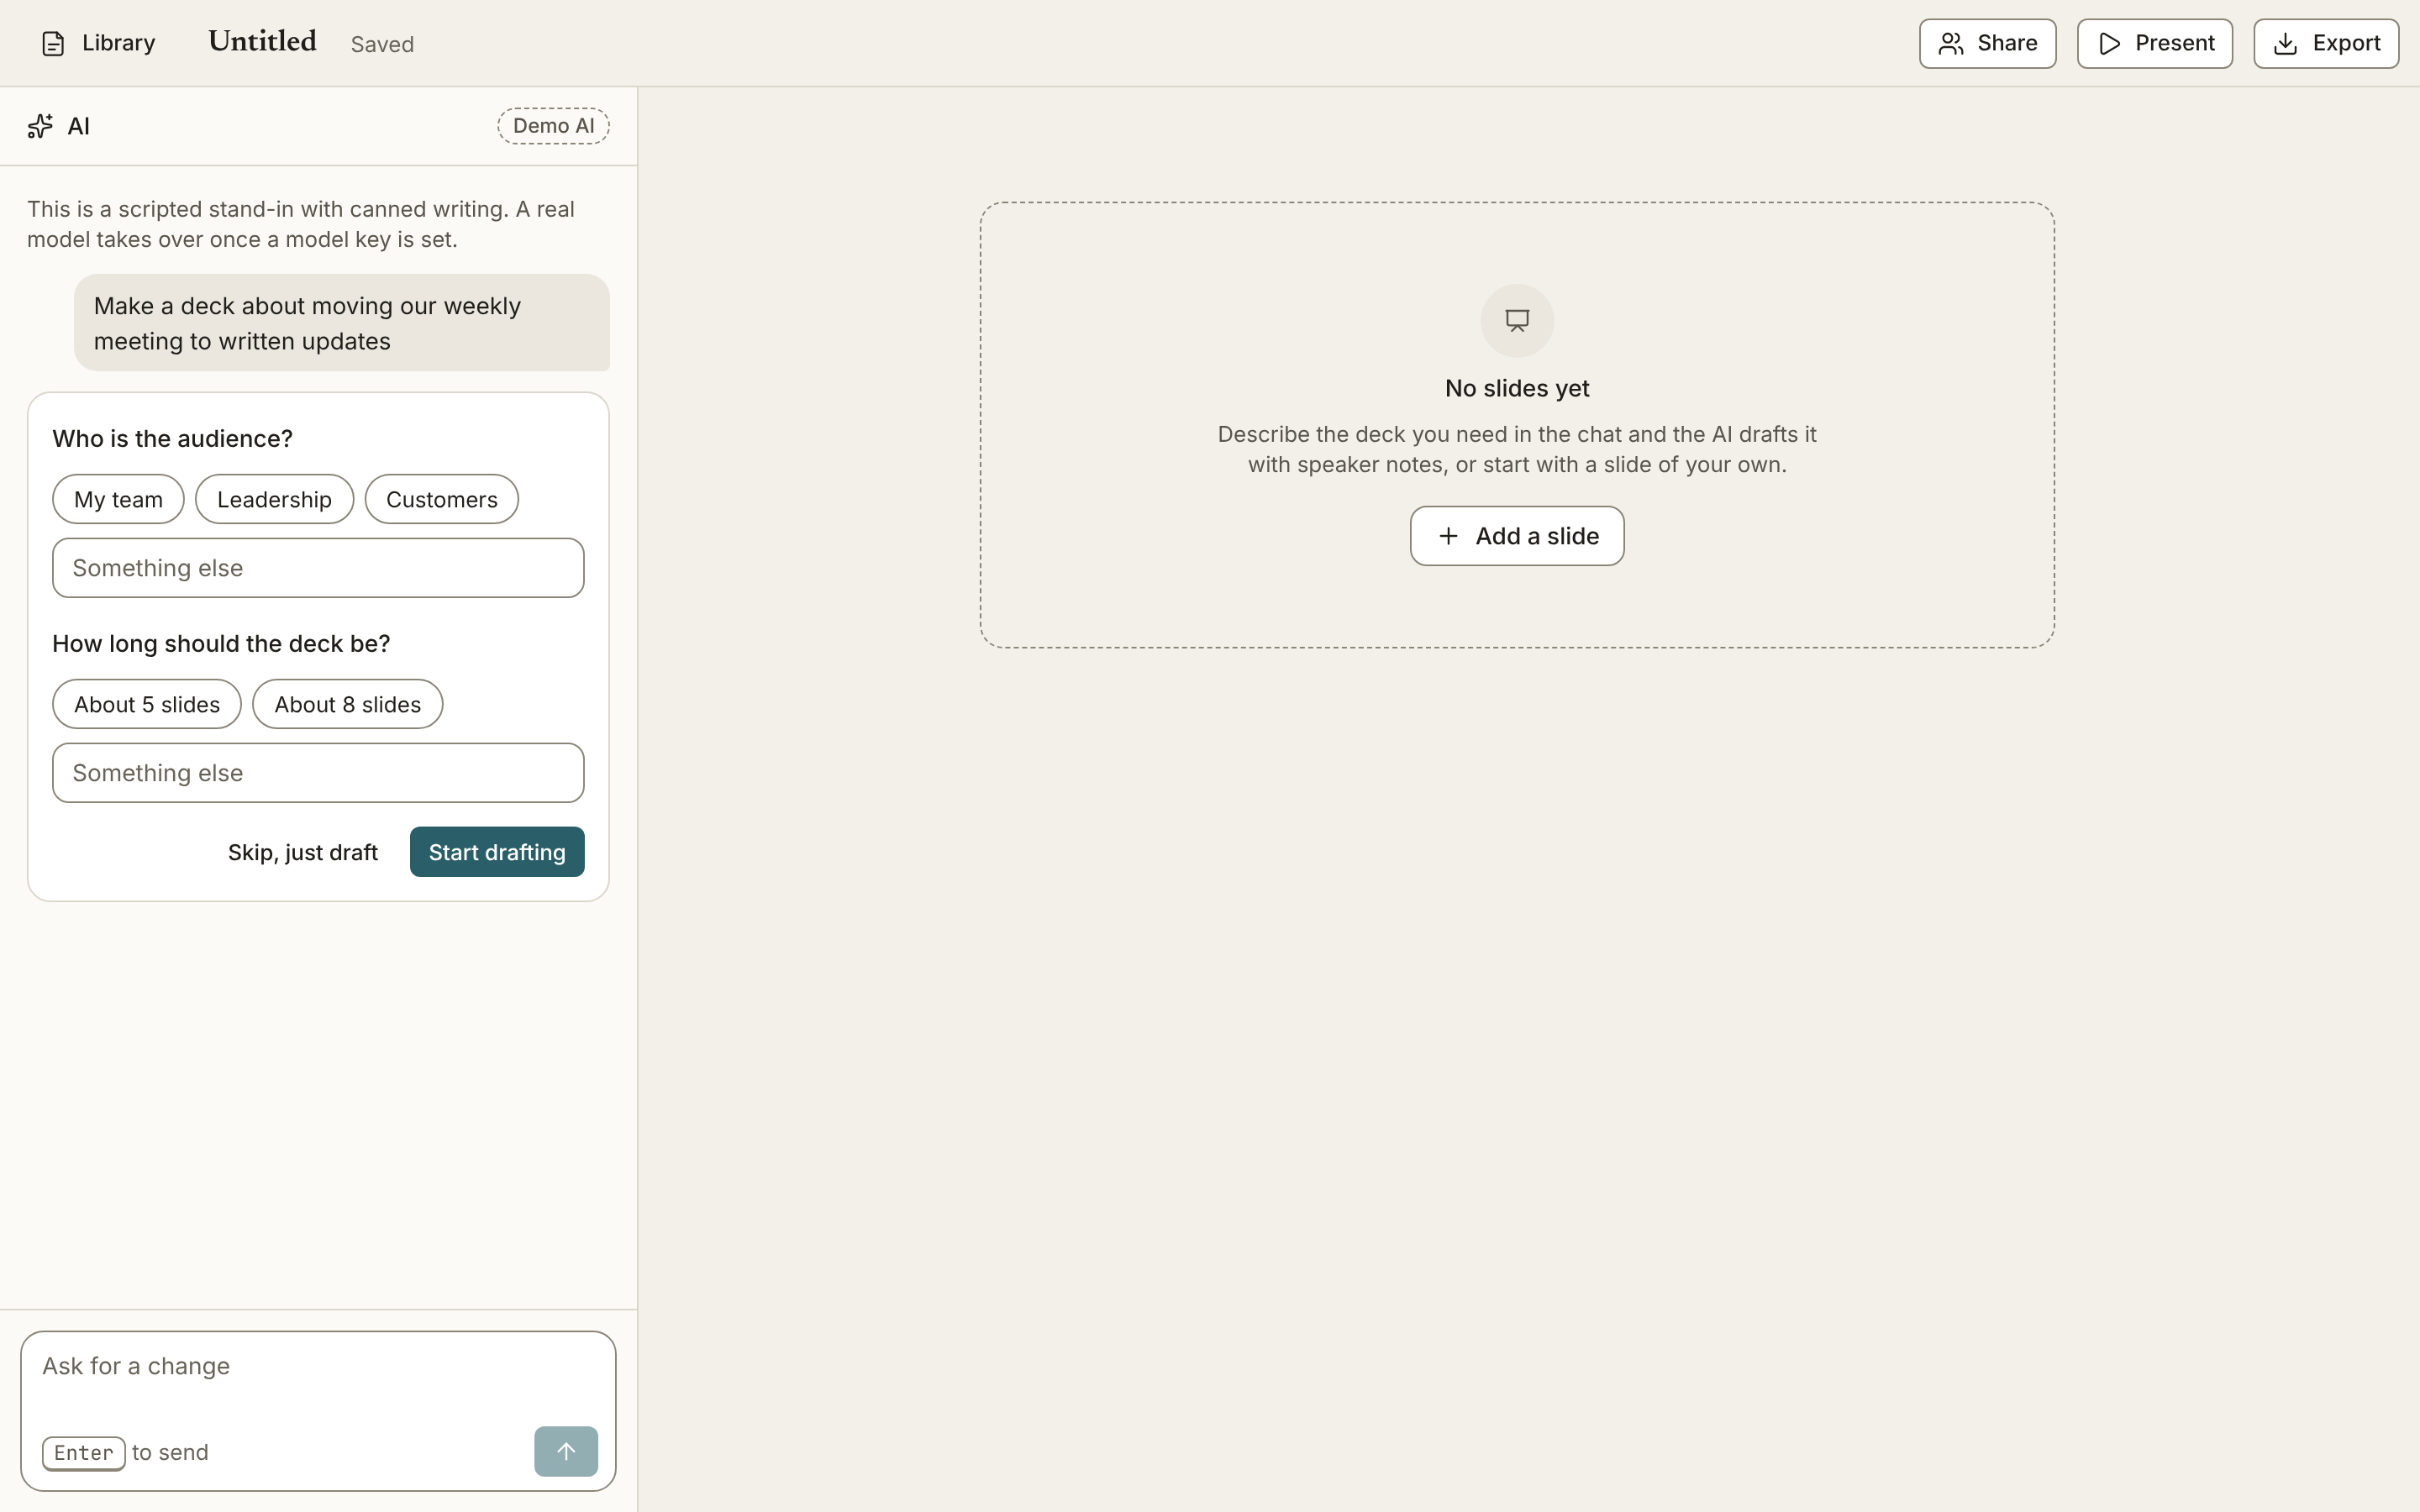 Library
Untitled
Saved
Share
Present
Export
AI
Demo AI
This is a scripted stand-in with canned writing. A real
model takes over once a model key is set.
Make a deck about moving our weekly
meeting to written updates
Who is the audience?
My team
Leadership
Customers
Something else
How long should the deck be?
About 5 slides
About 8 slides
Something else
Skip, just draft
Start drafting
Ask for a change
Enter to send
No slides yet
Describe the deck you need in the chat and the AI drafts it
with speaker notes, or start with a slide of your own.
Add a slide